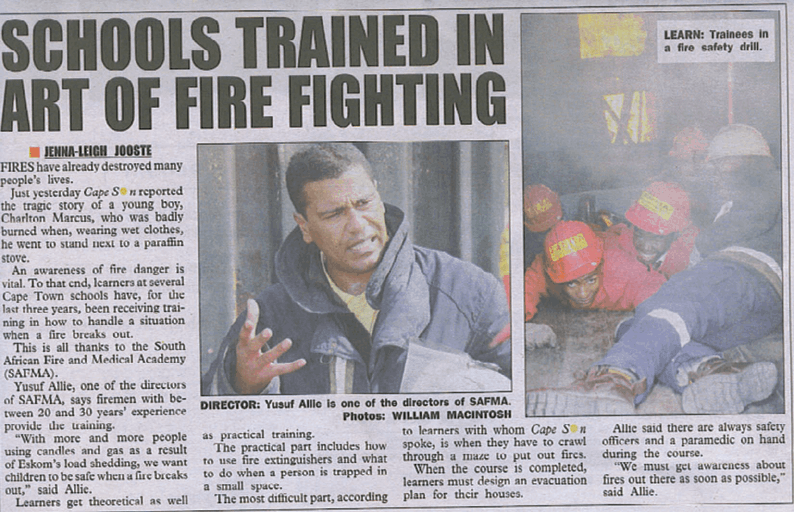 SCHOOLS TRAINED IN
ART OF FIRE FIGHTING
LEARN: Trainees in
a fire safety drill.
JENNA-LEIGH JOOSTE
FIRES have already destroyed many
people's lives.
Just yesterday Cape S n reported
the tragic story of a young boy,
Charlton Marcus, who was badly
burned when, wearing wet clothes,
he went to stand next to a paraffin
stove.
An awareness of fire danger is
vital. To that end, learners at several
Cape Town schools have, for the
last three years, been receiving trai-
ning in how to handle a situation
when a fire breaks out.
This is all thanks to the South
African Fire and Medical Academy
(SAFMA).
Yusuf Allie, one of the directors
of SAFMA, says firemen with be-
tween 20 and 30 years' experience
provide the training.
"With more and more people
using candles and gas as a result
of Eskom's load shedding, we want
children to be safe when a fire breaks
out," said Allie.
Learners get theoretical as well
DIRECTOR: Yusuf Allie is one of the directors of SAFMA.
Photos: WILLIAM MACINTOSH
as practical training.
The practical part includes how
to use fire extinguishers and what
to do when a person is trapped in
a small space.
The most difficult part, according
to learners with whom Cape S n
spoke, is when they have to crawl
through a maze to put out fires.
When the course is completed,
learners must design an evacuation
plan for their houses.
Allie said there are always safety
officers and a paramedic on hand
during the course.
"We must get awareness about
fires out there as soon as possible,"
said Allie.